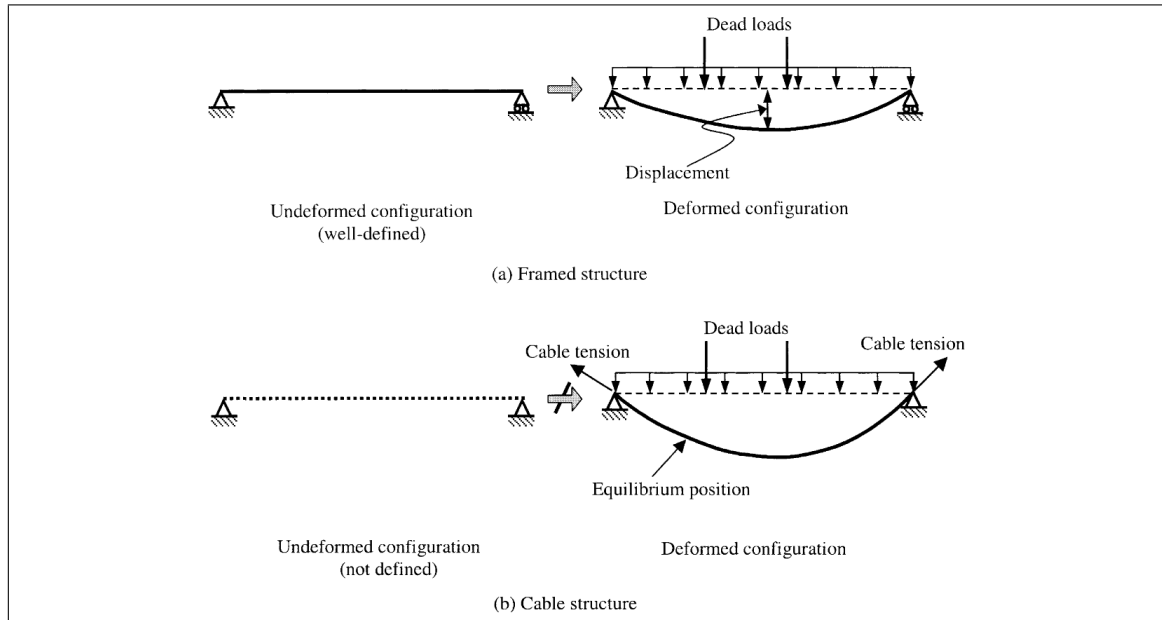 Dead loads
Displacement
Undeformed configuration
(well-defined)
Deformed configuration
(a) Framed structure
Dead loads
Cable tension
Cable tension
Equilibrium position
Undeformed configuration
(not defined)
Deformed configuration
(b) Cable structure